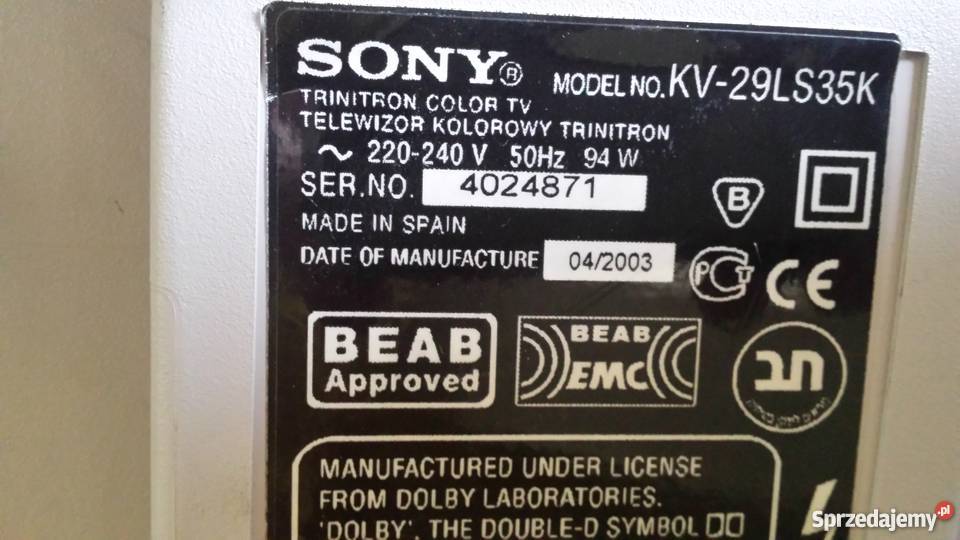 SONY®
MODEL NO. KV-29LS35K
TRINITRON COLOR TV
TELEWIZOR KOLOROWY TRINITRON
~ 220-240 V 50Hz 94 W
SER.NO. 4024871
MADE IN SPAIN
DATE OF MANUFACTURE 04/2003
B
PCT
CE
BEAB
Approved
BEAB
EMC
MANUFACTURED UNDER LICENSE
FROM DOLBY LABORATORIES.
'DOLBY', THE DOUBLE-D SYMBOL
Sprzedajemy.pl